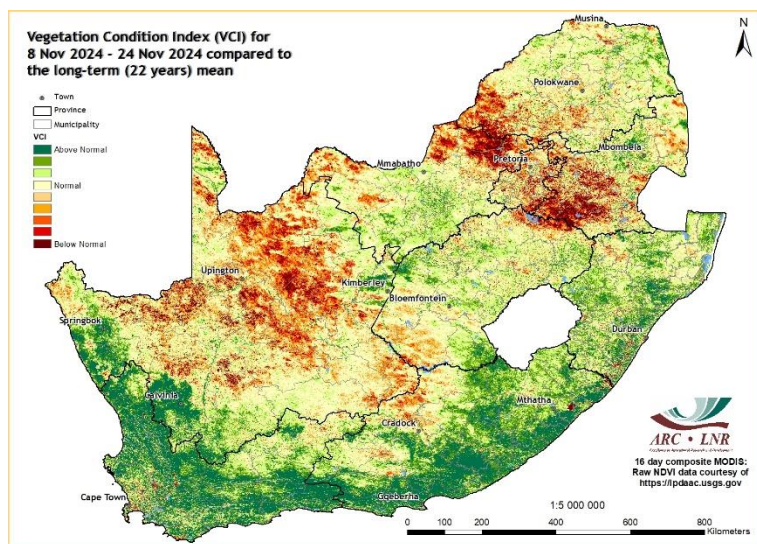 Vegetation Condition Index (VCI) for
8 Nov 2024 - 24 Nov 2024 compared to
the long-term (22 years) mean
Town
Province
Municipality
VCI
Above Normal
Normal
Below Normal
N
Musina
Polokwane
Mbombela
Pretoria
Mmabatho
Upington
Kimberley
Bloemfontein
Springbok
Durban
Calvinia
Mthatha
Cradock
Cape Town
Gqeberha
ARC • LNR
16 day composite MODIS:
Raw NDVI data courtesy of
https://lpdaac.usgs.gov
1:5 000 000
0 100 200 400 600 800
Kilometers